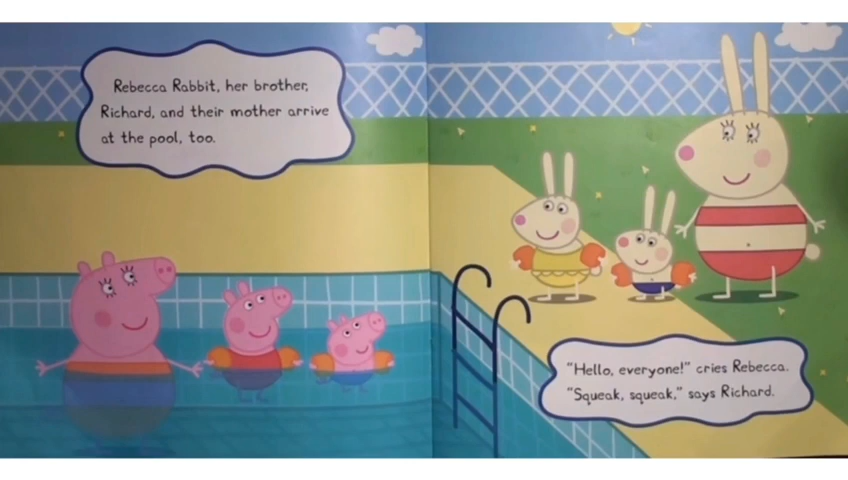 Rebecca Rabbit, her brother,
Richard, and their mother arrive
at the pool, too.
"Hello, everyone!" cries Rebecca.
"Squeak, squeak," says Richard.